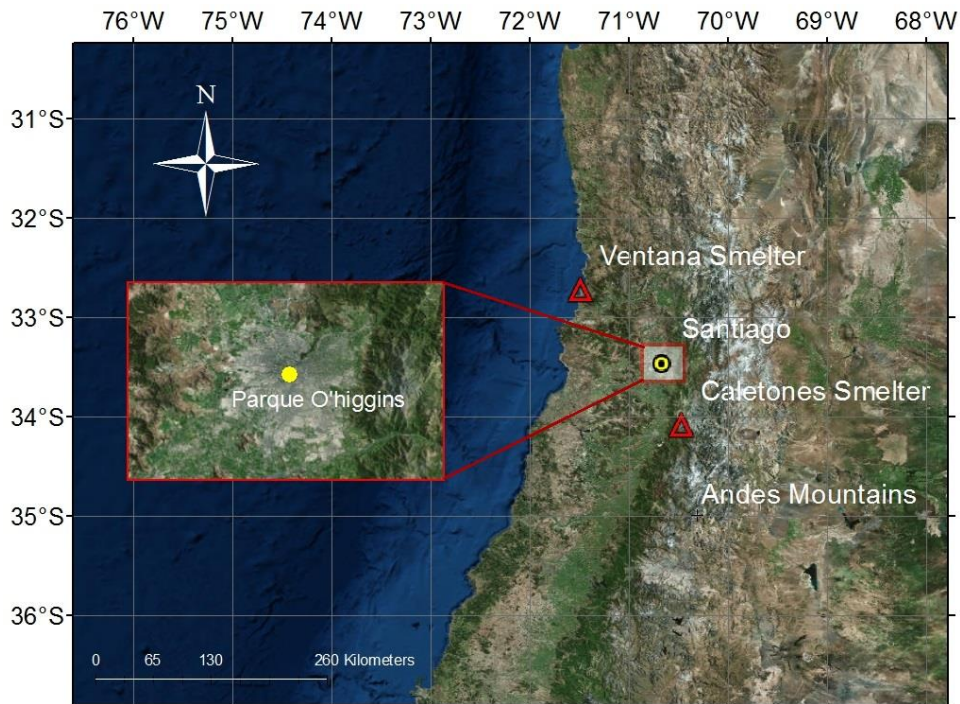 76°W 75°W 74°W 73°W 72°W 71°W 70°W 69°W 68°W
N
31°S
32°S
Ventana Smelter
33°S
Santiago
Parque O'higgins
Caletones Smelter
34°S
Andes Mountains
35°S
36°S
0 65 130 260 Kilometers